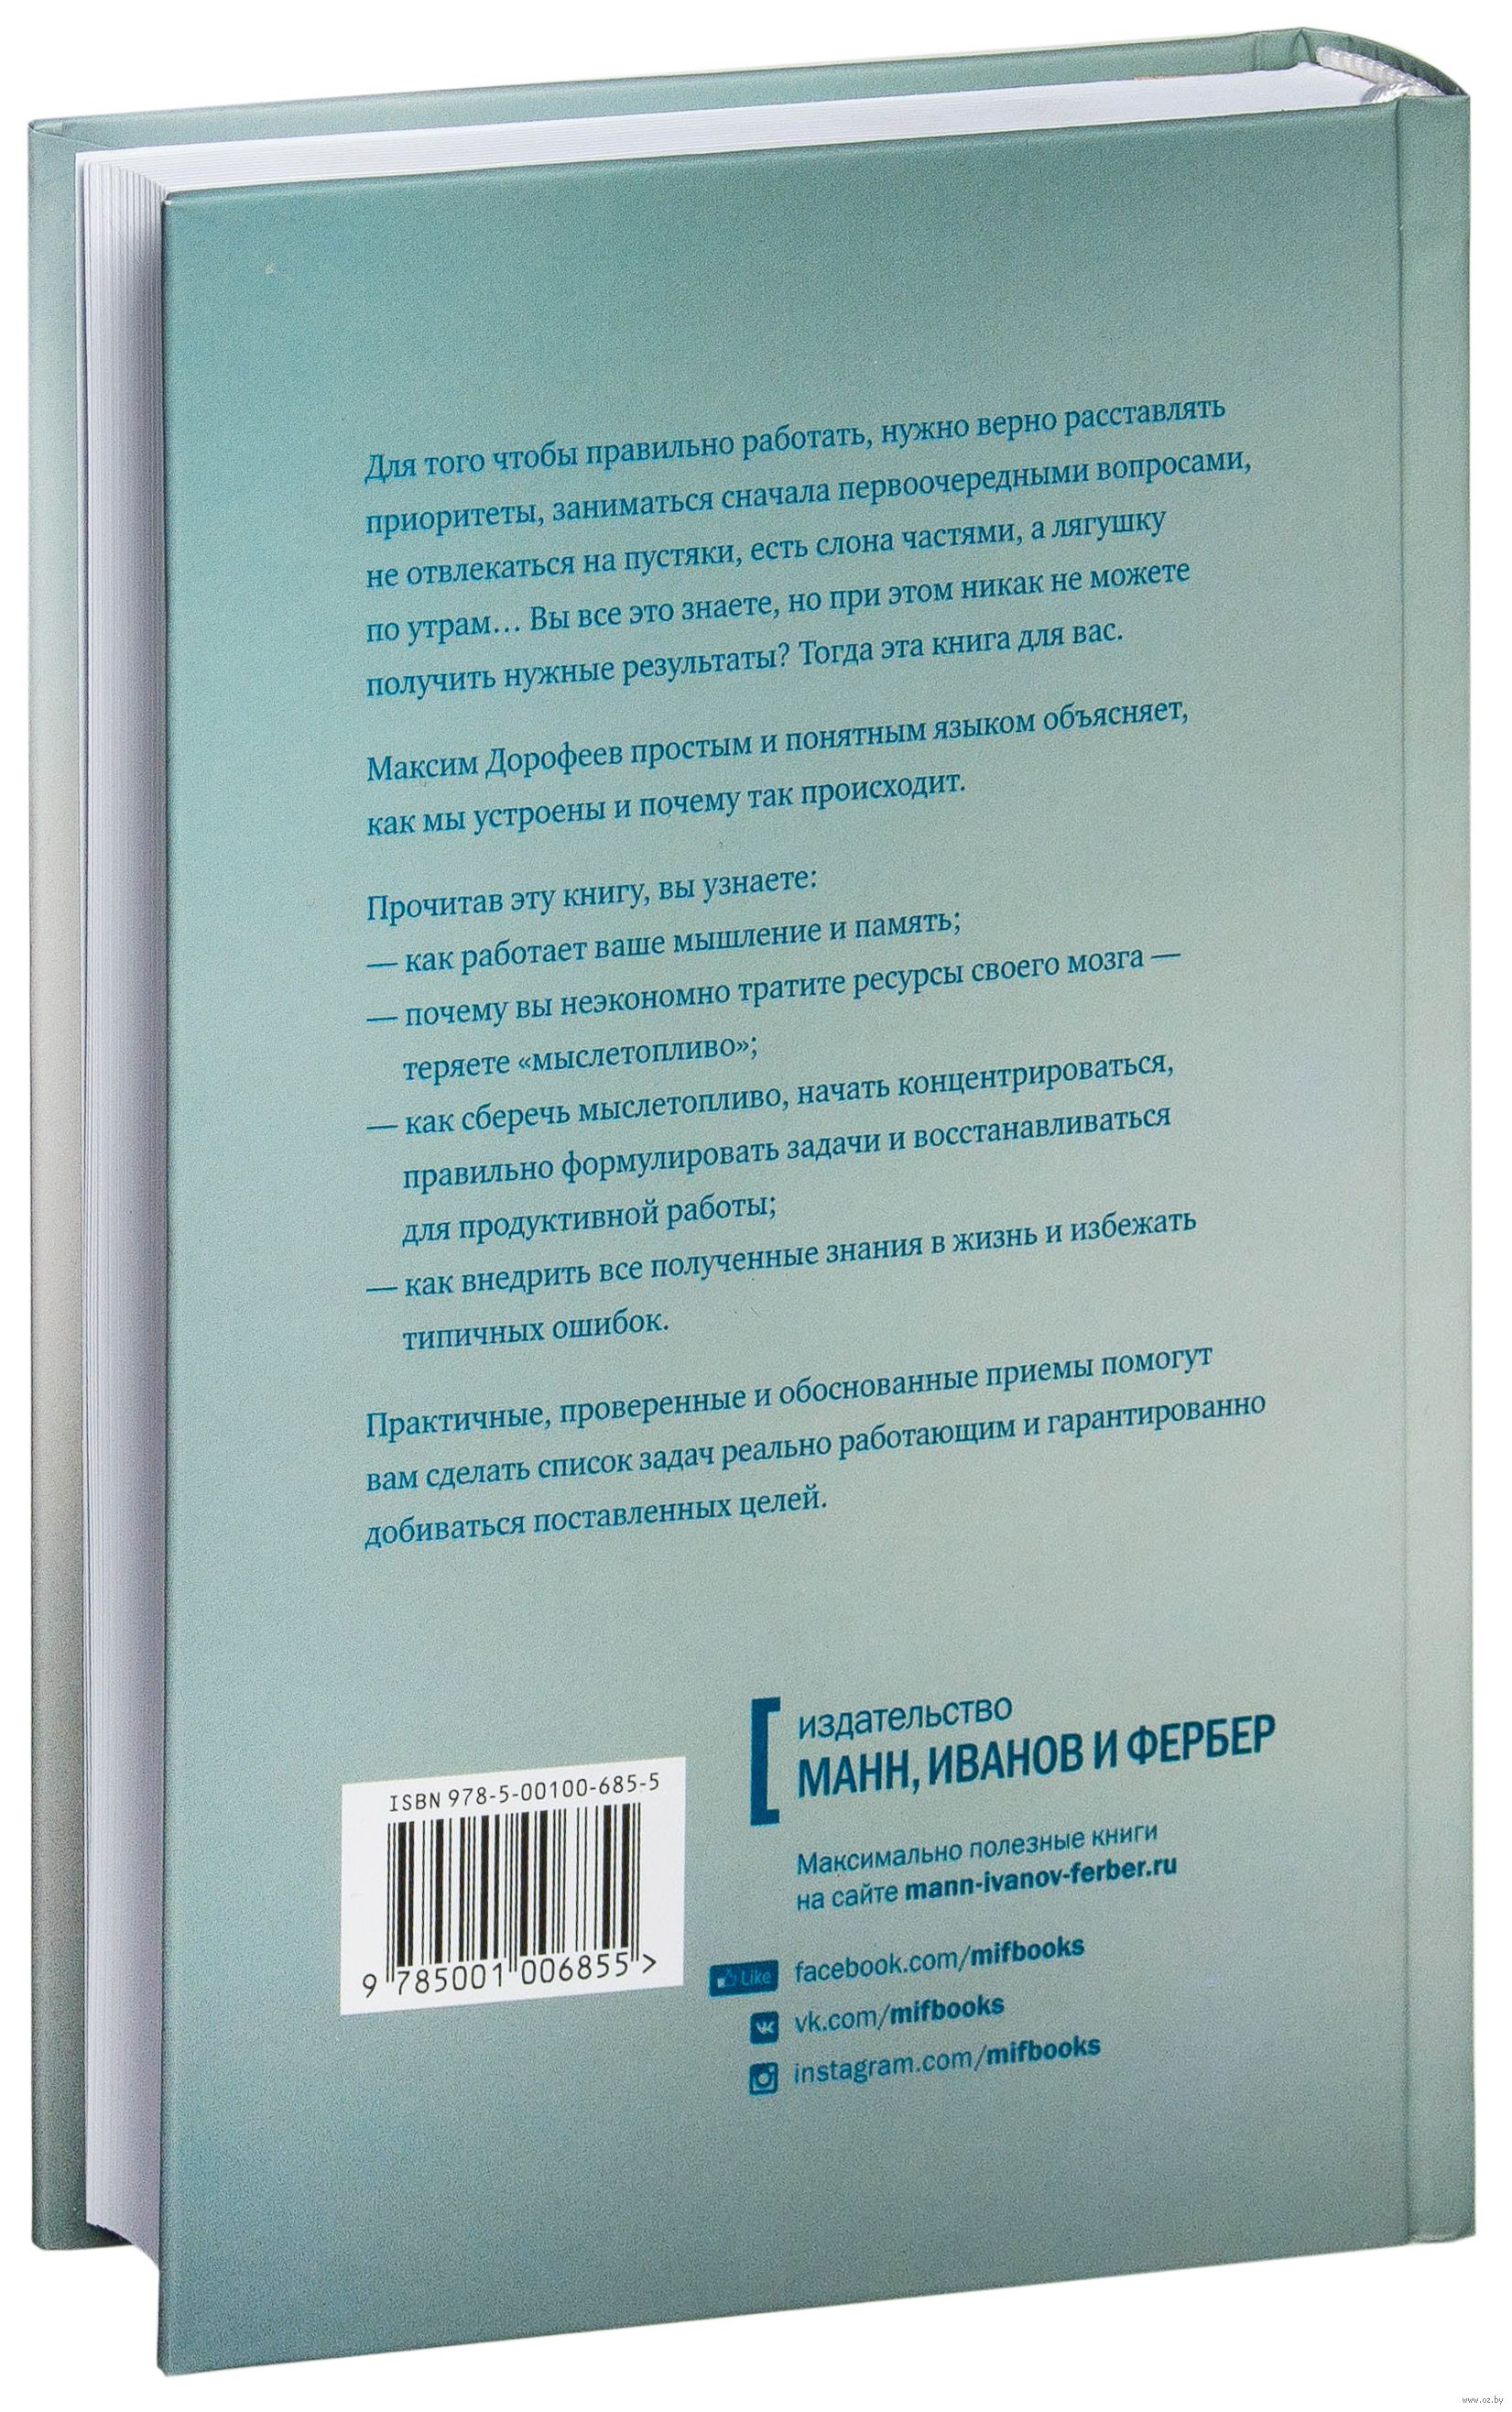 Для того чтобы правильно работать, нужно верно расставлять
приоритеты, заниматься сначала первоочередными вопросами,
не отвлекаться на пустяки, есть слона частями, а лягушку
по утрам... Вы все это знаете, но при этом никак не можете
получить нужные результаты? Тогда эта книга для вас.
Максим Дорофеев простым и понятным языком объясняет,
как мы устроены и почему так происходит.
Прочитав эту книгу, вы узнаете:
— как работает ваше мышление и память;
— почему вы неэкономно тратите ресурсы своего мозга —
теряете «мыслетопливо»;
— как сберечь мыслетопливо, начать концентрироваться,
правильно формулировать задачи и восстанавливаться
для продуктивной работы;
— как внедрить все полученные знания в жизнь и избежать
типичных ошибок.
Практичные, проверенные и обоснованные приемы помогут
вам сделать список задач реально работающим и гарантированно
добиваться поставленных целей.
издательство
МАНН, ИВАНОВ И ФЕРБЕР
Максимально полезные книги
на сайте mann-ivanov-ferber.ru
Like facebook.com/mifbooks
vk.com/mifbooks
instagram.com/mifbooks
ISBN 978-5-00100-685-5
9 785001 006855 >
www.oz.by